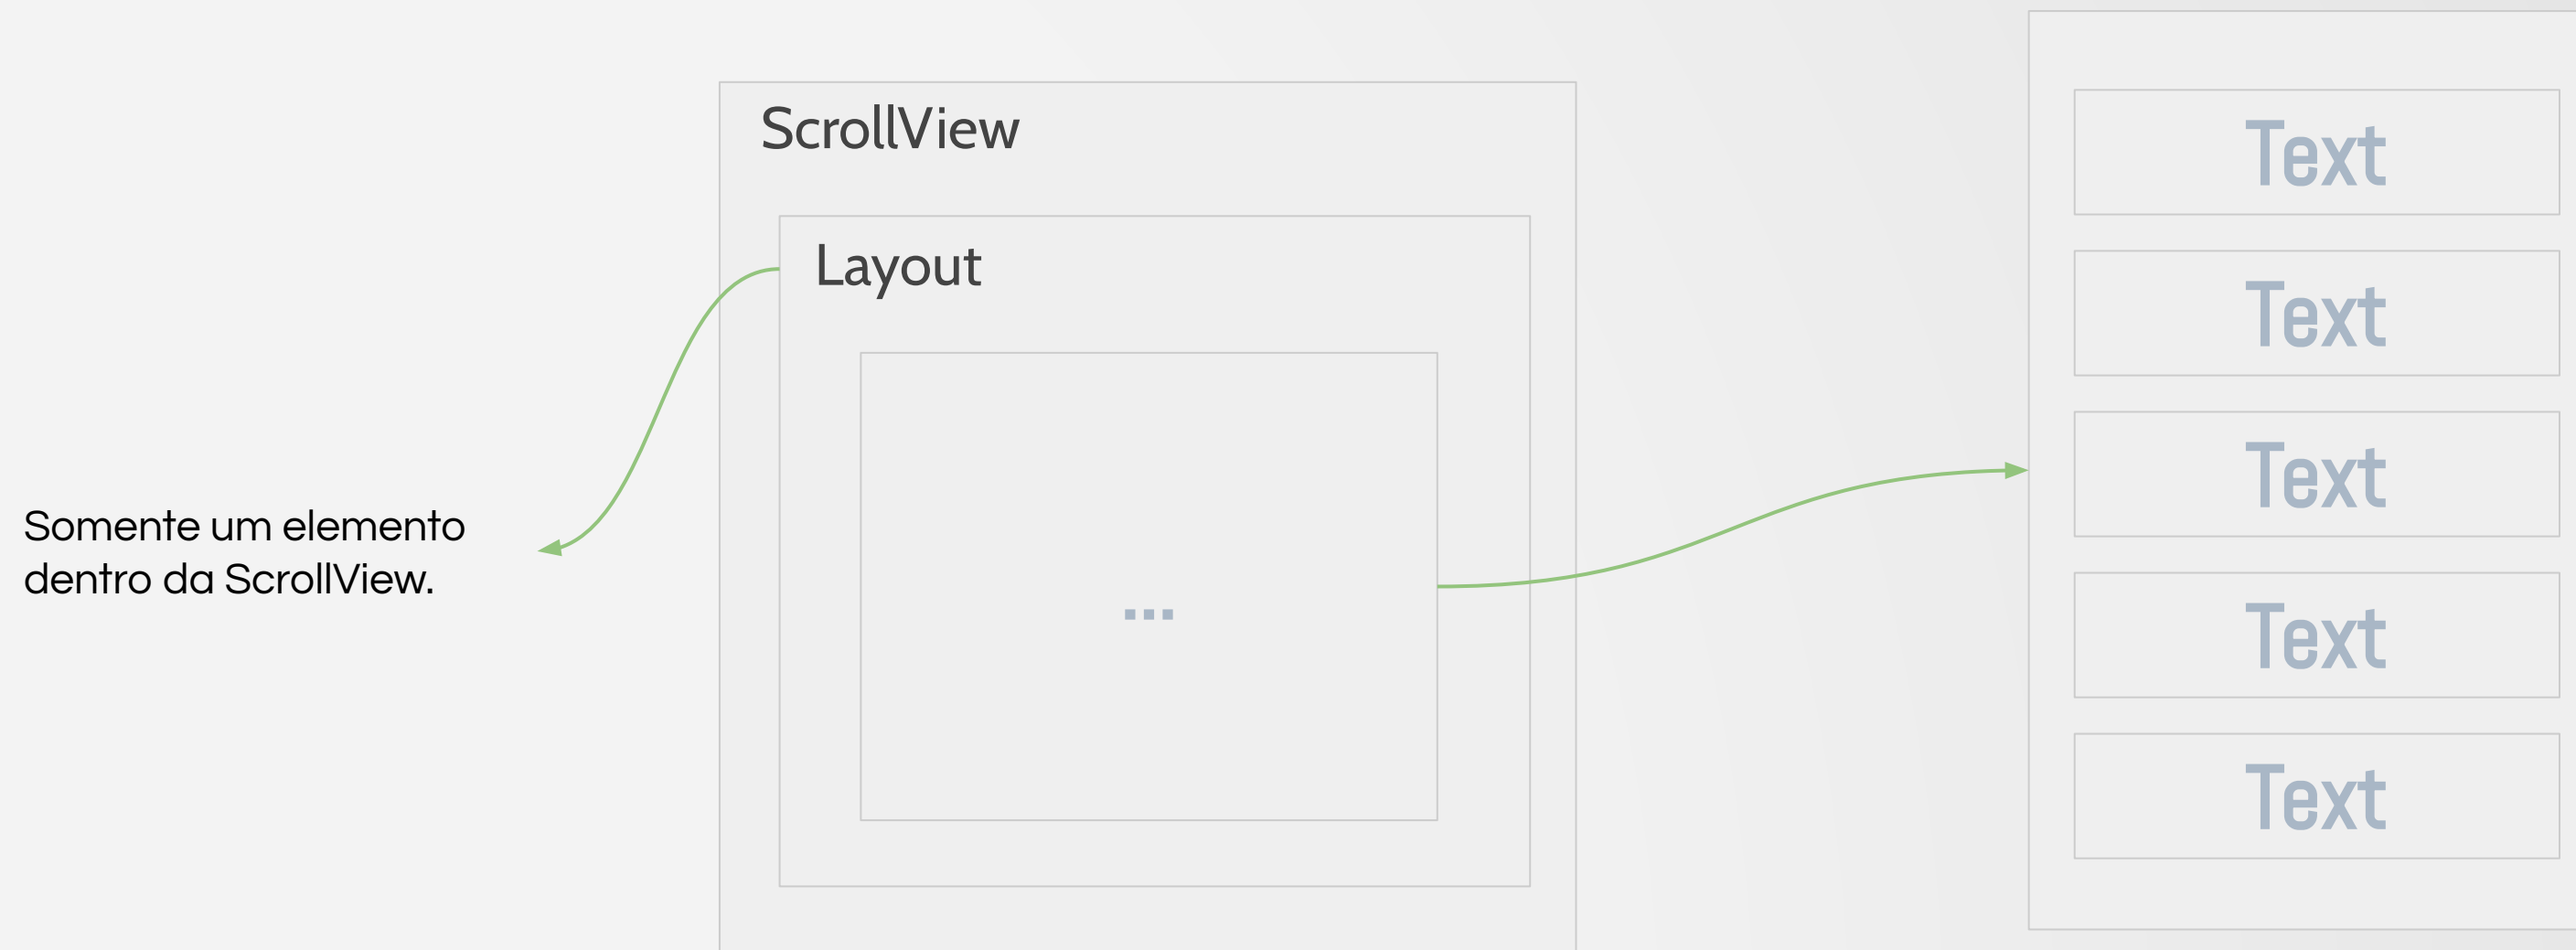 ScrollView
Layout
Somente um elemento
dentro da ScrollView.
...
Text
Text
Text
Text
Text